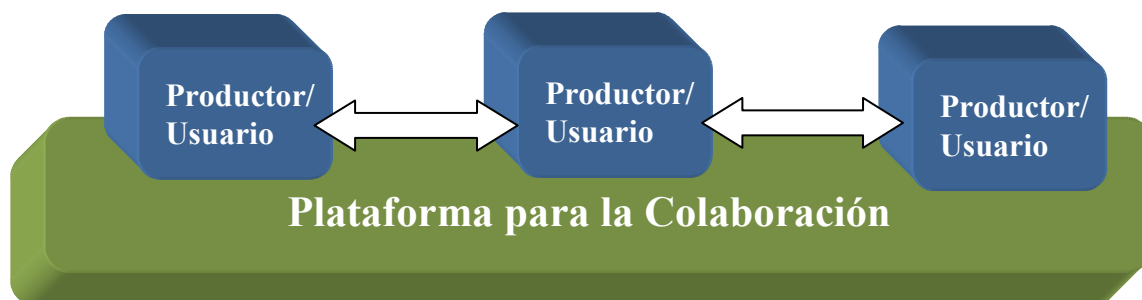 Productor/
Usuario
Productor/
Usuario
Productor/
Usuario
Plataforma para la Colaboración